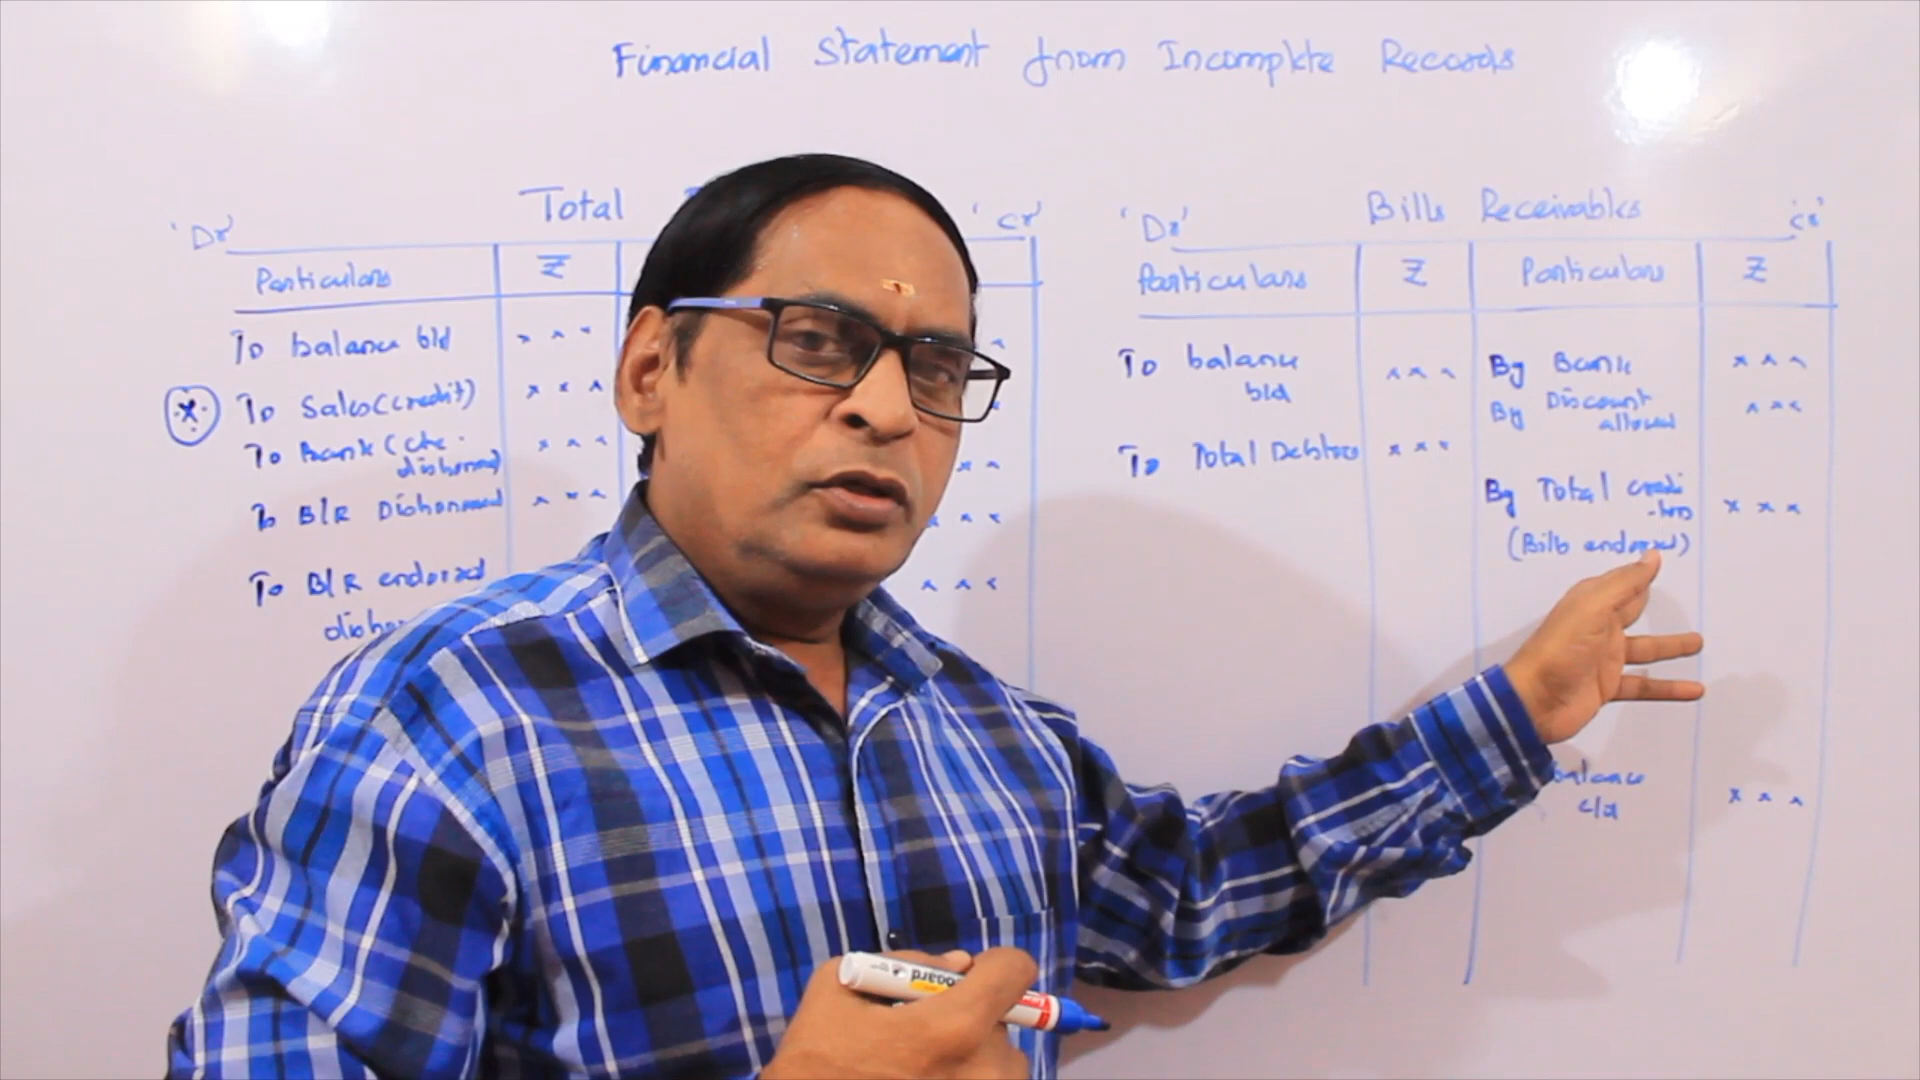 Financial Statement from Incomplete Records
Total
'Dr'
'Cr'
Particulars ₹
To balance b/d x x x
To Sales (credit) x x x
To Bank (che. x x x
dishonored)
To B/R Dishonoured x x x
To B/R endorsed
Bills Receivables
'Dr'
'Cr'
Particulars ₹ Particulars ₹
To balance x x x By Bank x x x
b/d By Discount x x x
allowed
To Total Debtors x x x
By Total credi x x x
-tors
(Bills endorsed)
balance x x x
c/d